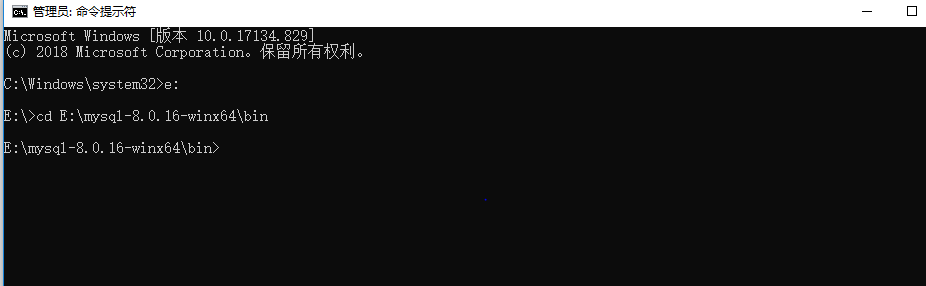 管理员: 命令提示符
Microsoft Windows [版本 10.0.17134.829]
(c) 2018 Microsoft Corporation。保留所有权利。
C:\Windows\system32>e:
E:\>cd E:\mysql-8.0.16-winx64\bin
E:\mysql-8.0.16-winx64\bin>